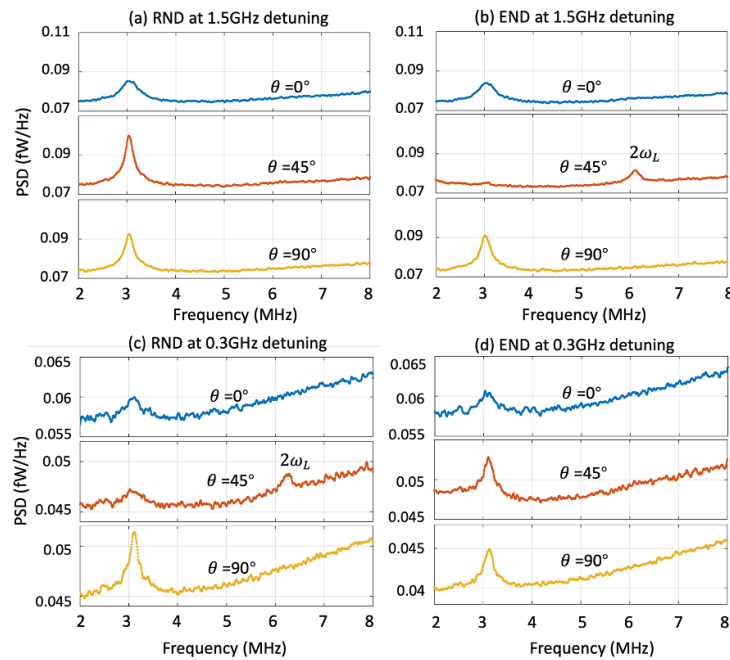 (a) RND at 1.5GHz detuning
0.11
0.09
θ =0°
0.07
0.09
θ =45°
0.07
0.09
θ =90°
0.07
2 3 4 5 6 7 8
Frequency (MHz)
PSD (fW/Hz)
(b) END at 1.5GHz detuning
0.11
0.09
θ =0°
0.07
2ω_L
0.09
θ =45°
0.07
0.09
θ =90°
0.07
2 3 4 5 6 7 8
Frequency (MHz)
(c) RND at 0.3GHz detuning
0.065
0.06
θ =0°
0.055
0.05
2ω_L
θ =45°
0.045
0.05
θ =90°
0.045
2 3 4 5 6 7 8
Frequency (MHz)
PSD (fW/Hz)
(d) END at 0.3GHz detuning
0.065
0.06
θ =0°
0.055
0.05
θ =45°
0.045
0.045
θ =90°
0.04
2 3 4 5 6 7 8
Frequency (MHz)